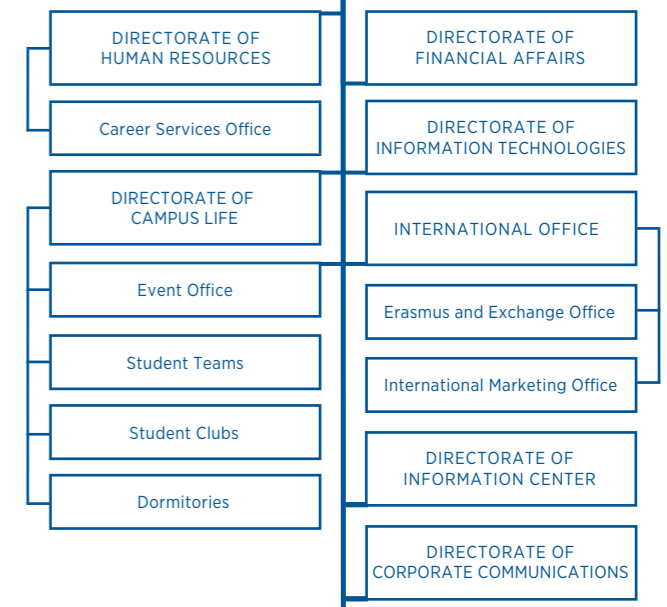 DIRECTORATE OF
HUMAN RESOURCES
Career Services Office
DIRECTORATE OF
CAMPUS LIFE
Event Office
Student Teams
Student Clubs
Dormitories
DIRECTORATE OF
FINANCIAL AFFAIRS
DIRECTORATE OF
INFORMATION TECHNOLOGIES
INTERNATIONAL OFFICE
Erasmus and Exchange Office
International Marketing Office
DIRECTORATE OF
INFORMATION CENTER
DIRECTORATE OF
CORPORATE COMMUNICATIONS